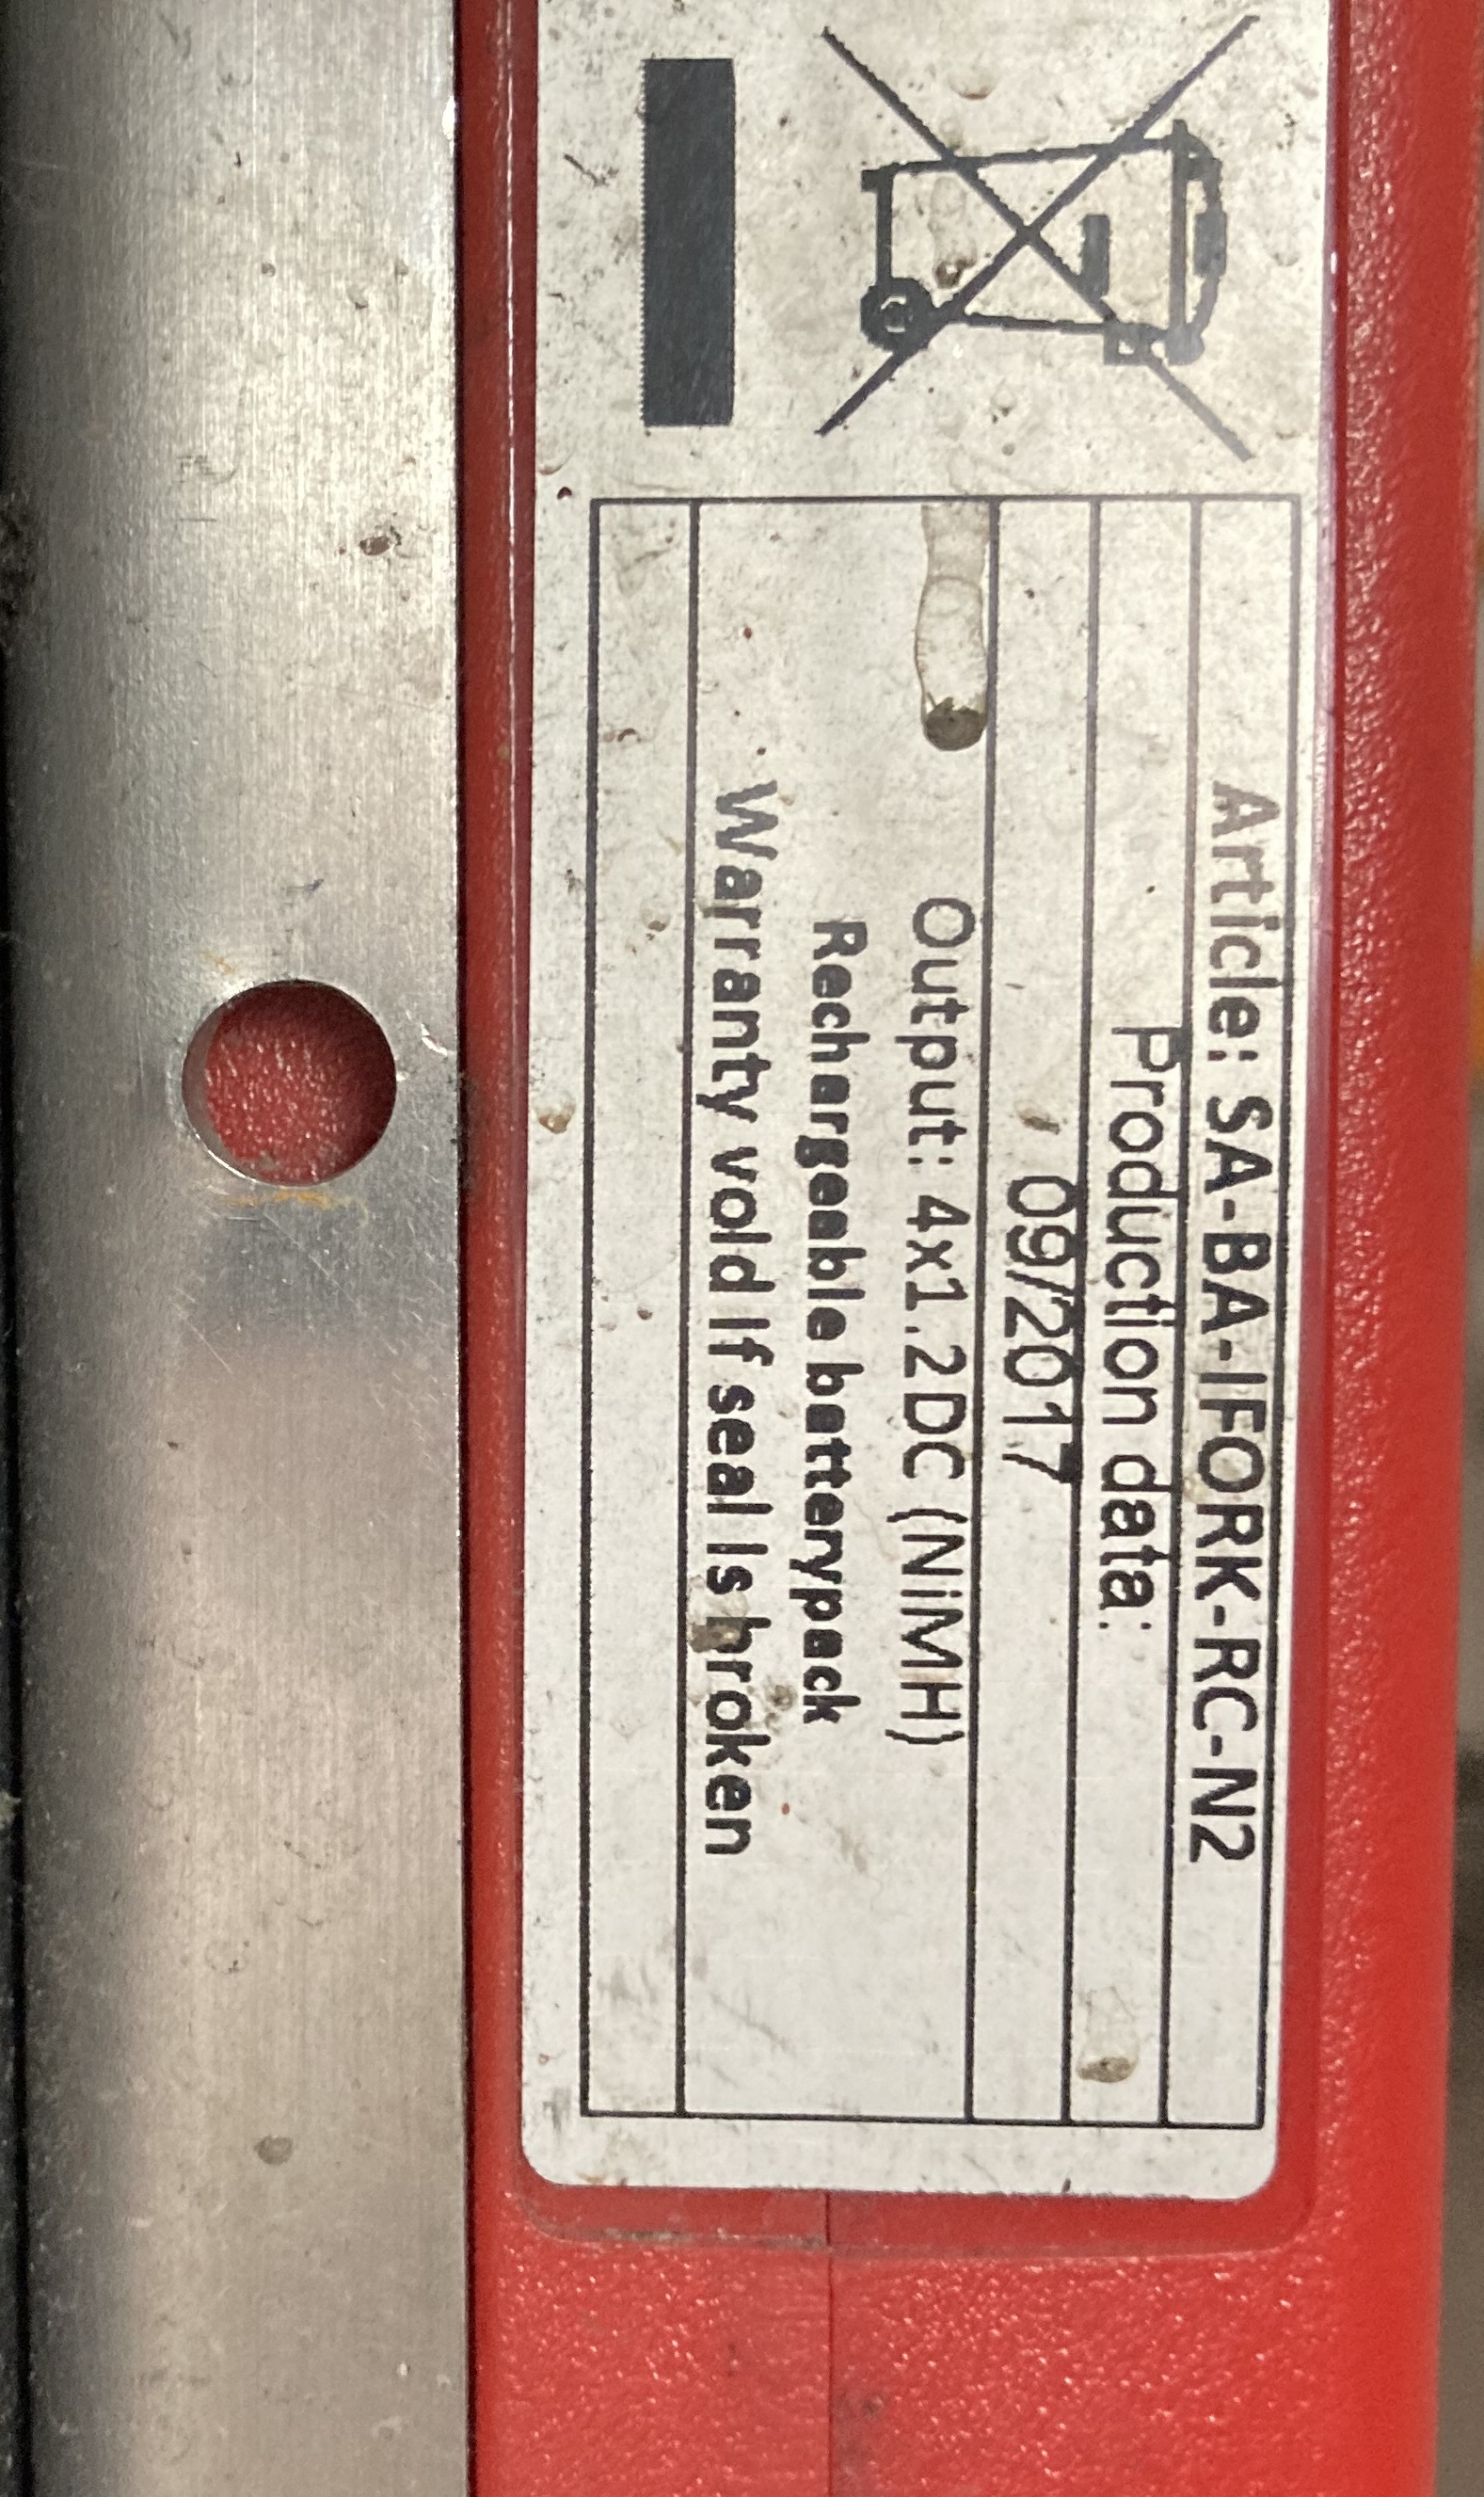 Article: SA-BA-IFORK-RC-N2
Production data:
09/2017
Output: 4x1.2DC (NiMH)
Rechargeable batterypack
Warranty void if seal is broken